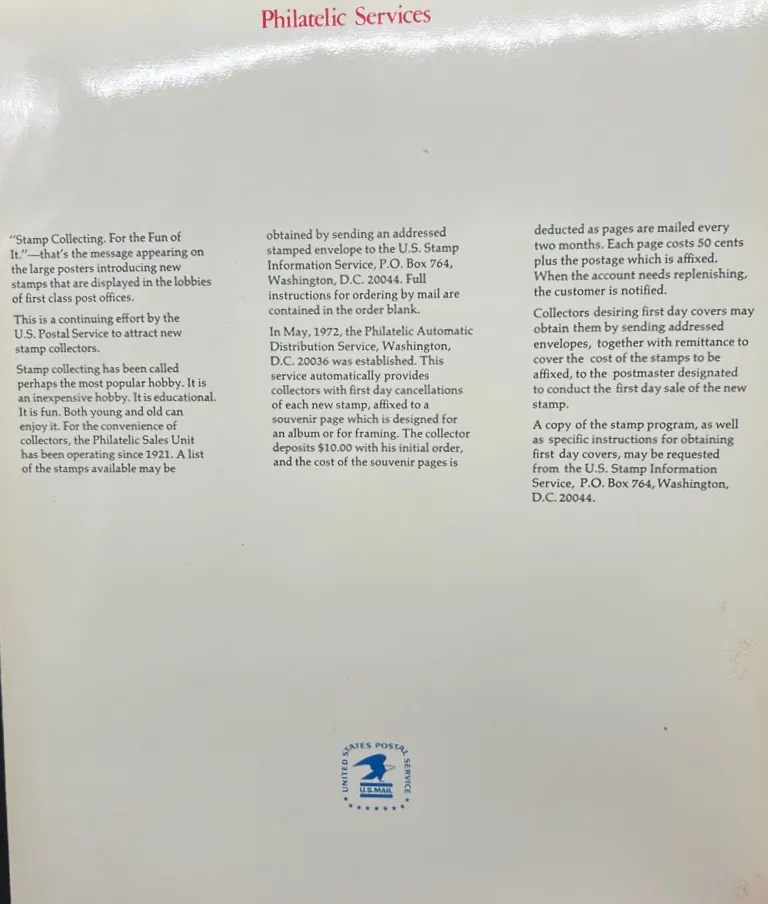 Philatelic Services
"Stamp Collecting. For the Fun of
It."—that's the message appearing on
the large posters introducing new
stamps that are displayed in the lobbies
of first class post offices.
This is a continuing effort by the
U.S. Postal Service to attract new
stamp collectors.
Stamp collecting has been called
perhaps the most popular hobby. It is
an inexpensive hobby. It is educational.
It is fun. Both young and old can
enjoy it. For the convenience of
collectors, the Philatelic Sales Unit
has been operating since 1921. A list
of the stamps available may be
obtained by sending an addressed
stamped envelope to the U.S. Stamp
Information Service, P.O. Box 764,
Washington, D.C. 20044. Full
instructions for ordering by mail are
contained in the order blank.
In May, 1972, the Philatelic Automatic
Distribution Service, Washington,
D.C. 20036 was established. This
service automatically provides
collectors with first day cancellations
of each new stamp, affixed to a
souvenir page which is designed for
an album or for framing. The collector
deposits $10.00 with his initial order,
and the cost of the souvenir pages is
deducted as pages are mailed every
two months. Each page costs 50 cents
plus the postage which is affixed.
When the account needs replenishing,
the customer is notified.
Collectors desiring first day covers may
obtain them by sending addressed
envelopes, together with remittance to
cover the cost of the stamps to be
affixed, to the postmaster designated
to conduct the first day sale of the new
stamp.
A copy of the stamp program, as well
as specific instructions for obtaining
first day covers, may be requested
from the U.S. Stamp Information
Service, P.O. Box 764, Washington,
D.C. 20044.
UNITED STATES POSTAL SERVICE
U.S.MAIL